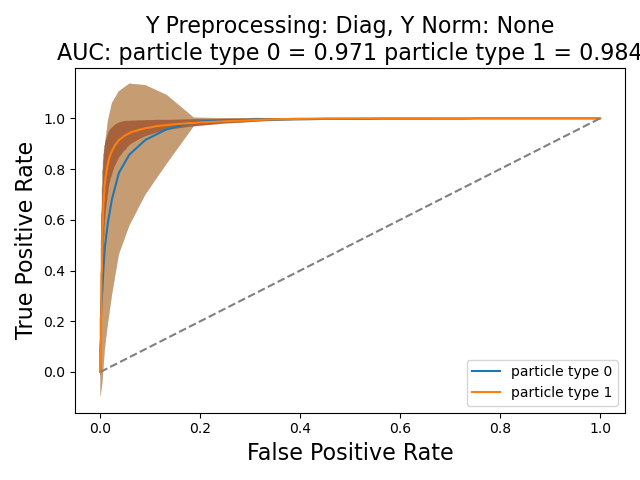 Y Preprocessing: Diag, Y Norm: None
AUC: particle type 0 = 0.971 particle type 1 = 0.984
True Positive Rate
1.0
0.8
0.6
0.4
0.2
0.0
0.0 0.2 0.4 0.6 0.8 1.0
False Positive Rate
particle type 0
particle type 1